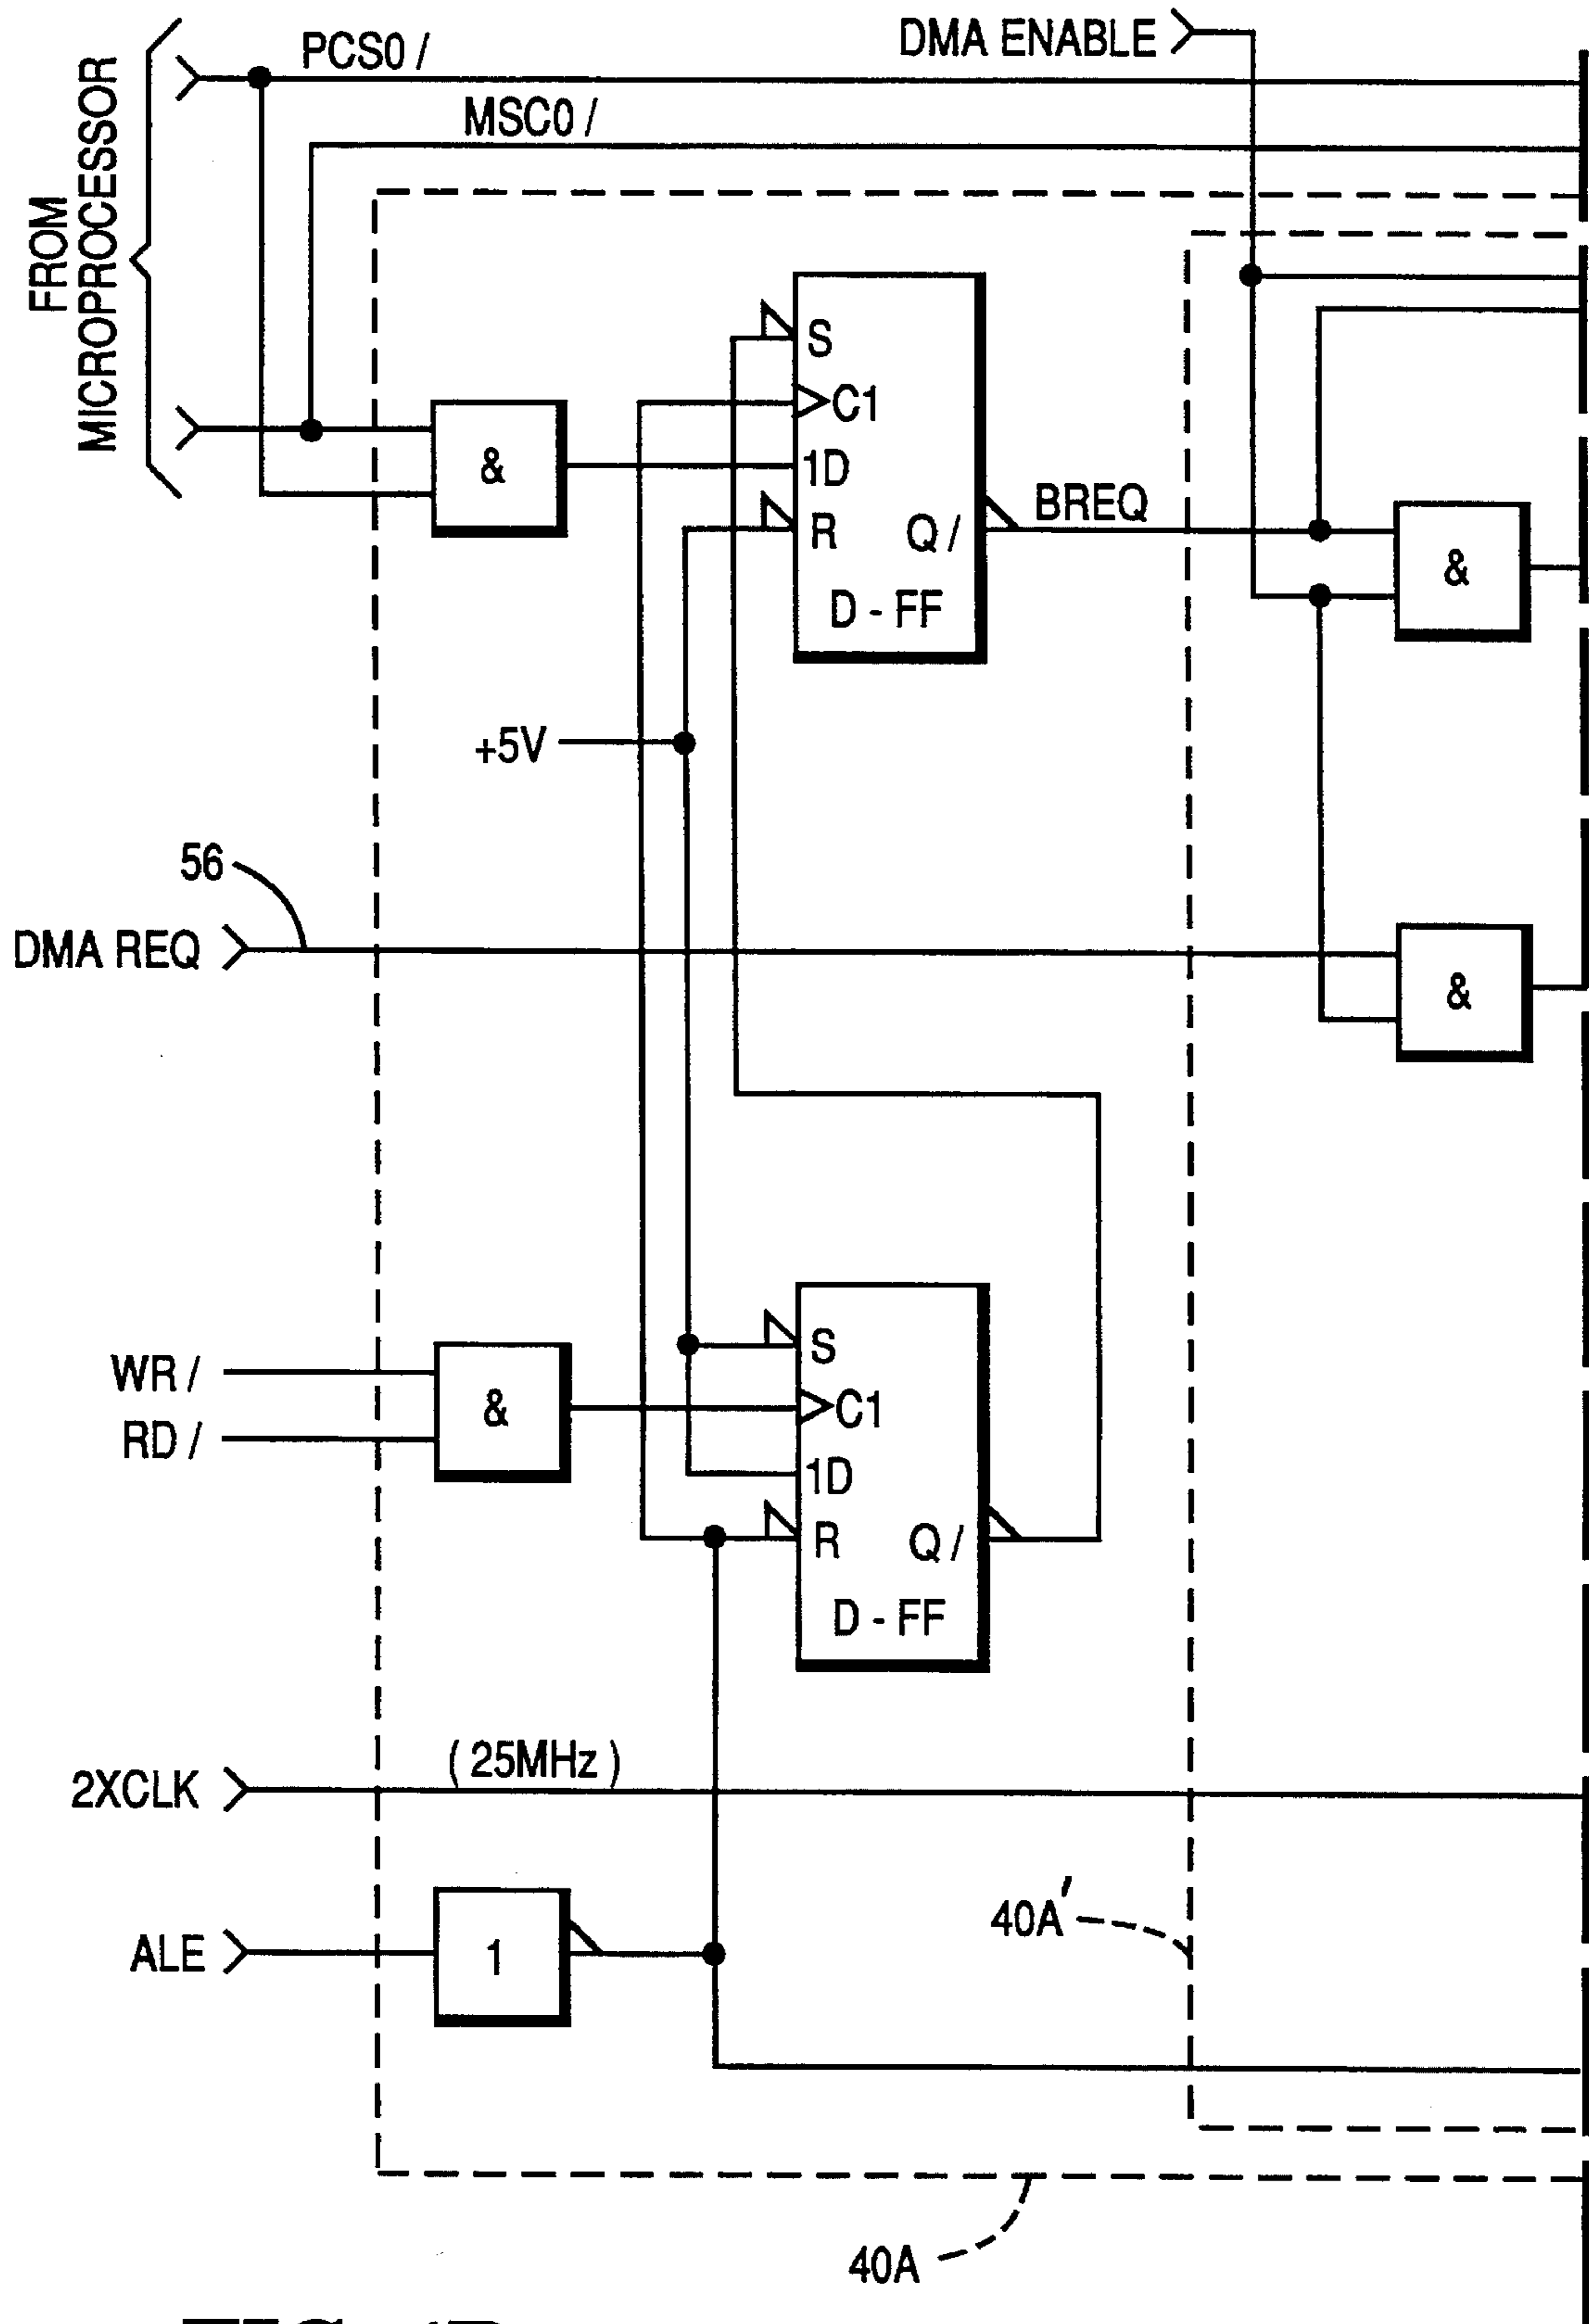 DMA ENABLE
PCS0 /
MSC0 /
FROM
MICROPROCESSOR
S
C1
1D
R
Q /
D - FF
&
BREQ
&
+5V
56
DMA REQ
&
WR /
RD /
&
S
C1
1D
R
Q /
D - FF
2XCLK
( 25MHz )
ALE
1
40A'
40A